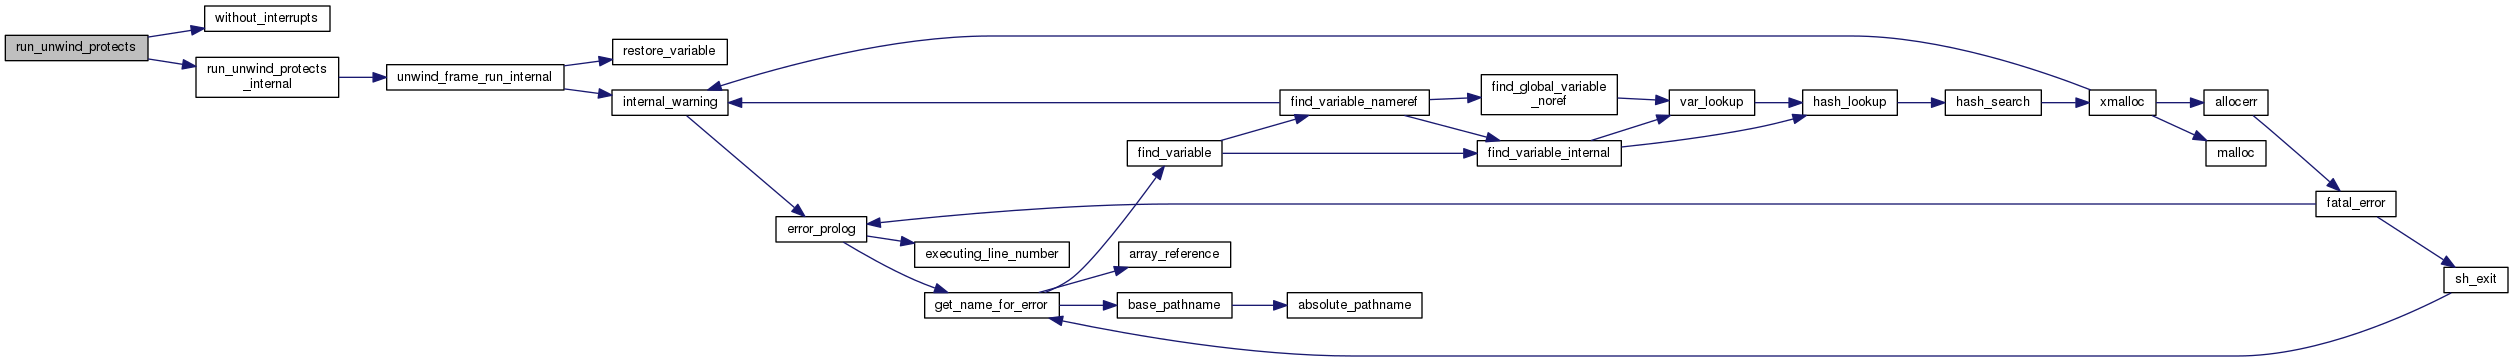 without_interrupts
run_unwind_protects
run_unwind_protects
_internal
unwind_frame_run_internal
restore_variable
internal_warning
find_variable_nameref
find_global_variable
_noref
var_lookup
hash_lookup
hash_search
xmalloc
allocerr
malloc
find_variable
find_variable_internal
fatal_error
error_prolog
executing_line_number
array_reference
sh_exit
get_name_for_error
base_pathname
absolute_pathname